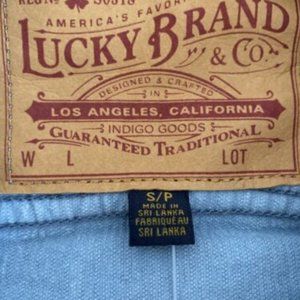 AMERICA'S FAVOR
LUCKY BRAND
& Co.
DESIGNED & CRAFTED
IN
LOS ANGELES, CALIFORNIA
INDIGO GOODS
GUARANTEED TRADITIONAL
W L LOT
S/P
MADE IN
SRI LANKA
FABRIQUÉ AU
SRI LANKA